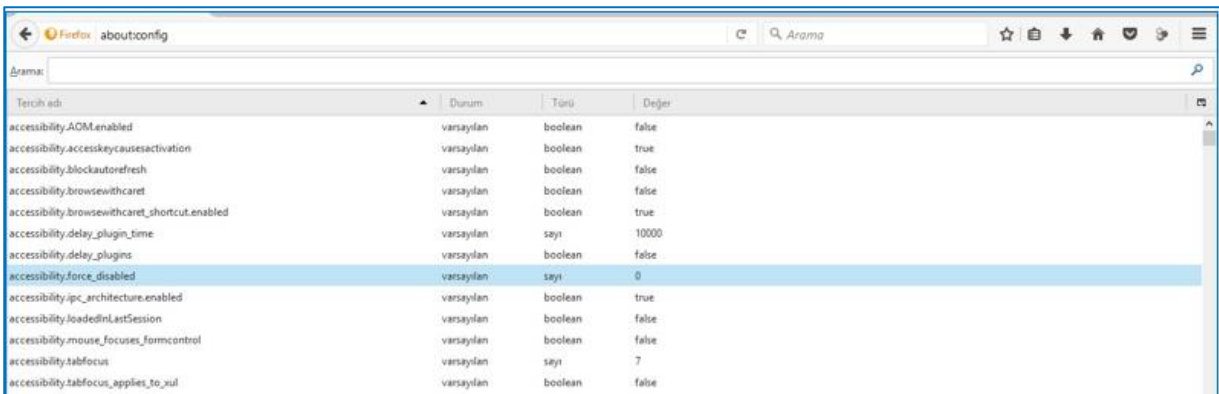 Firefox about:config Arama
Arama:
Tercih adı Durum Türü Değer
accessibility.AOM.enabled varsayılan boolean false
accessibility.accesskeycausesactivation varsayılan boolean true
accessibility.blockautorefresh varsayılan boolean false
accessibility.browsewithcaret varsayılan boolean false
accessibility.browsewithcaret_shortcut.enabled varsayılan boolean true
accessibility.delay_plugin_time varsayılan sayı 10000
accessibility.delay_plugins varsayılan boolean false
accessibility.force_disabled varsayılan sayı 0
accessibility.ipc_architecture.enabled varsayılan boolean true
accessibility.loadedInLastSession varsayılan boolean false
accessibility.mouse_focuses_formcontrol varsayılan boolean false
accessibility.tabfocus varsayılan sayı 7
accessibility.tabfocus_applies_to_xul varsayılan boolean false